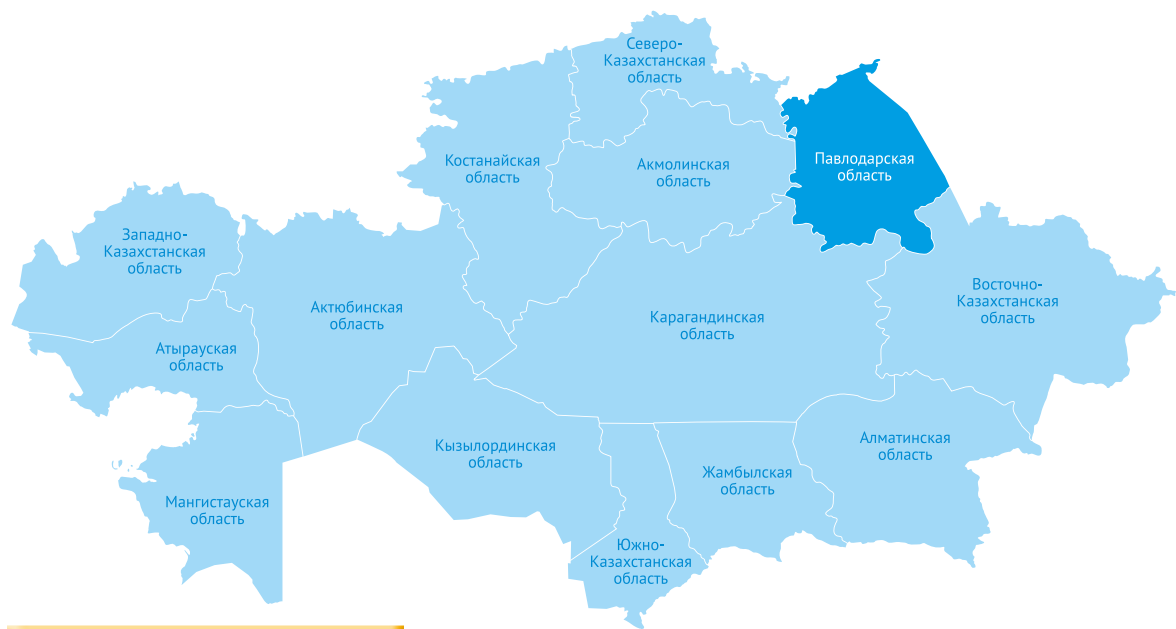 Северо-
Казахстанская
область
Павлодарская
область
Костанайская
область
Акмолинская
область
Западно-
Казахстанская
область
Восточно-
Казахстанская
область
Актюбинская
область
Карагандинская
область
Атырауская
область
Кызылординская
область
Алматинская
область
Жамбылская
область
Мангистауская
область
Южно-
Казахстанская
область